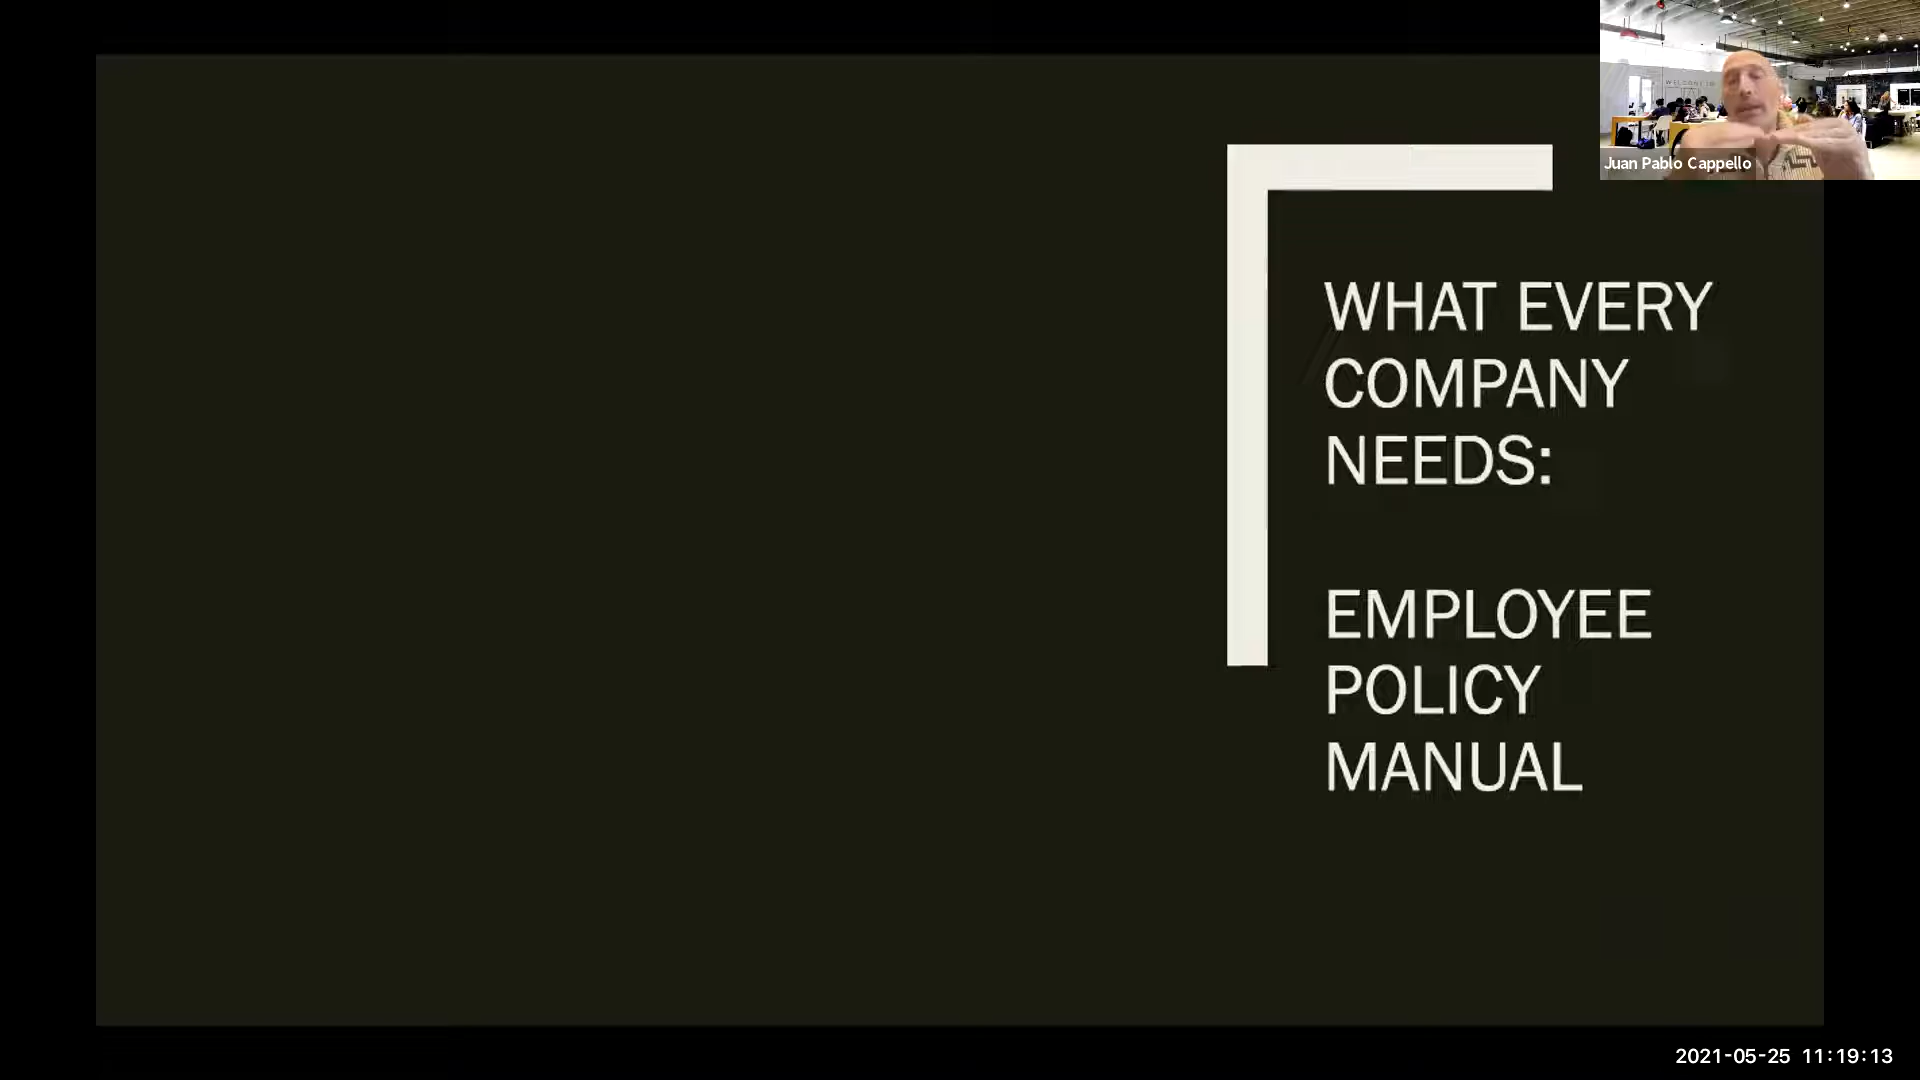 WHAT EVERY
COMPANY
NEEDS:
EMPLOYEE
POLICY
MANUAL
Juan Pablo Cappello
2021-05-25 11:19:13